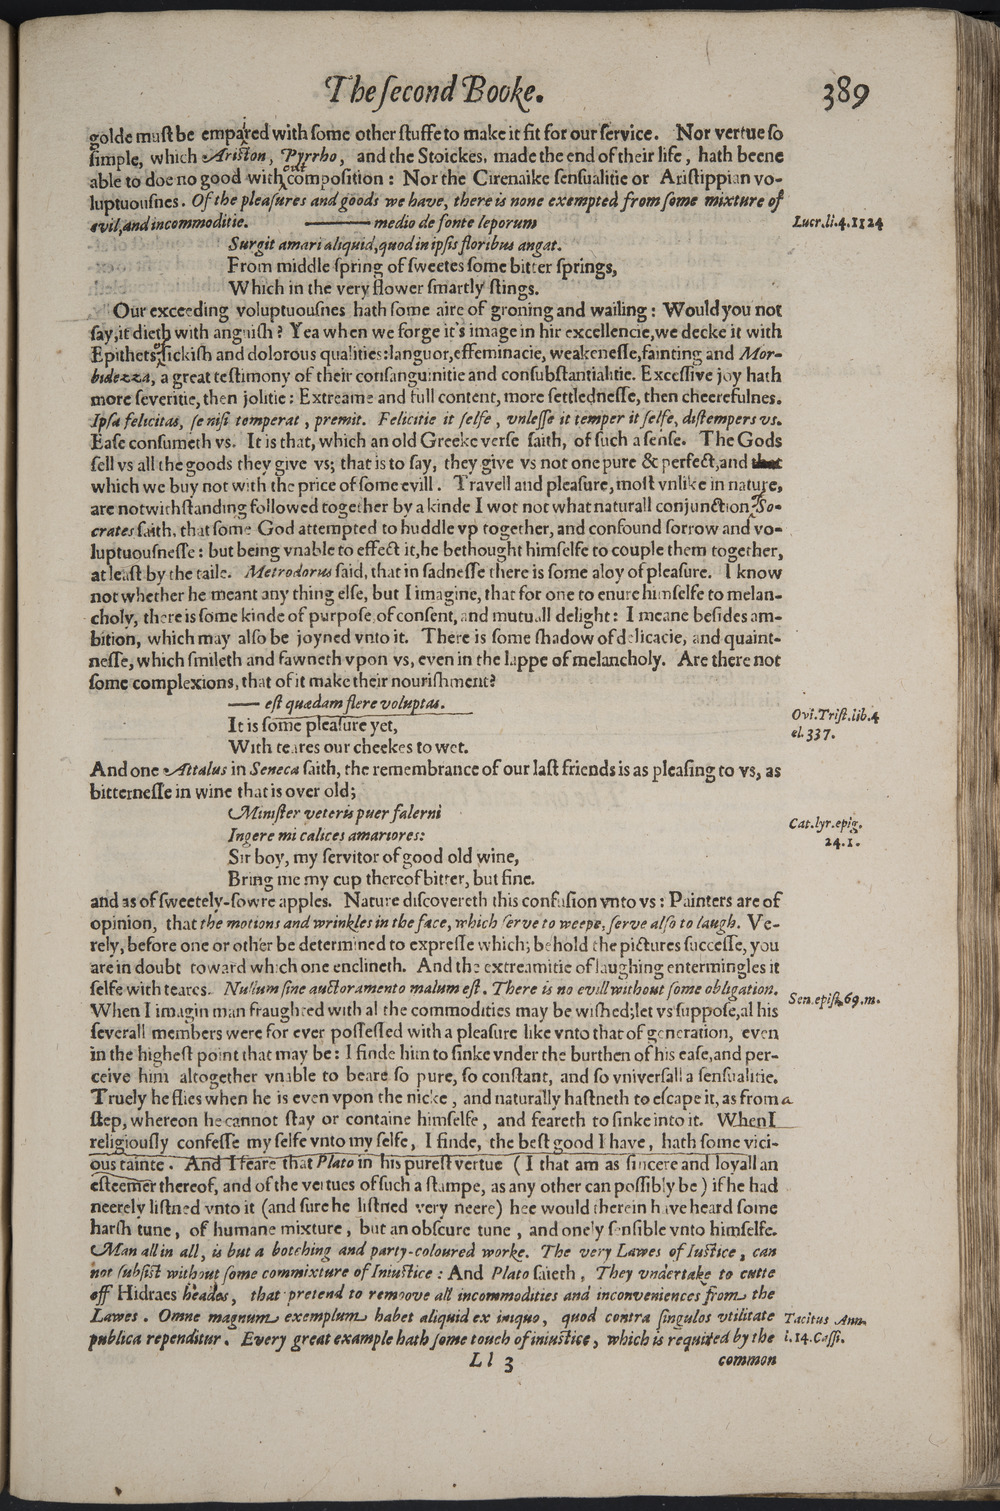 The ſecond Booke.
389
golde muſt be empared with ſome other ſtuffe to make it fit for our ſervice. Nor vertue ſo
ſimple, which Ariſton, Pyrrho, and the Stoickes, made the end of their life, hath beene
able to doe no good with compoſition: Nor the Cirenaike ſenſualitie or Ariſtippian vo-
luptuouſnes. Of the pleaſures and goods we have, there is none exempted from ſome mixture of
evil, and incommoditie. ——— medio de fonte leporum
Lucr.li.4.1124
Surgit amari aliquid, quod in ipſis floribus angat.
From middle ſpring of ſweetes ſome bitter ſprings,
Which in the very flower ſmartly ſtings.
Our exceeding voluptuouſnes hath ſome aire of groning and wailing: Would you not
ſay, it dieth with anguiſh? Yea when we forge it's image in hir excellencie, we decke it with
Epithets, ſickiſh and dolorous qualities: languor, effeminacie, weakeneſſe, fainting and Mor-
bidezza, a great teſtimony of their conſanguinitie and conſubſtantialitie. Exceſſive joy hath
more ſeveritie, then jolitie: Extreame and full content, more ſettledneſſe, then cheerefulnes.
Ipſa felicitas, ſe niſi temperat, premit. Felicitie it ſelfe, vnleſſe it temper it ſelfe, diſtempers vs.
Eaſe conſumeth vs. It is that, which an old Greeke verſe ſaith, of ſuch a ſenſe. The Gods
ſell vs all the goods they give vs; that is to ſay, they give vs not one pure & perfect, and that
which we buy not with the price of ſome evill. Travell and pleaſure, moſt vnlike in nature,
are notwithſtanding followed together by a kinde I wot not what naturall conjunction. So-
crates ſaith, that ſome God attempted to huddle vp together, and confound ſorrow and vo-
luptuouſneſſe: but being vnable to effect it, he bethought himſelfe to couple them together,
at leaſt by the taile. Metrodorus ſaid, that in ſadneſſe there is ſome aloy of pleaſure. I know
not whether he meant any thing elſe, but I imagine, that for one to enure himſelfe to melan-
choly, there is ſome kinde of purpoſe, of conſent, and mutuall delight: I meane beſides am-
bition, which may alſo be joyned vnto it. There is ſome ſhadow of delicacie, and quaint-
neſſe, which ſmileth and fawneth vpon vs, even in the lappe of melancholy. Are there not
ſome complexions, that of it make their nouriſhment?
—— eſt quædam flere voluptas.
Ovi.Triſt.lib.4
el.337.
It is ſome pleaſure yet,
With teares our cheekes to wet.
And one Attalus in Seneca ſaith, the remembrance of our laſt friends is as pleaſing to vs, as
bitterneſſe in wine that is over old;
Miniſter veteris puer falerni
Cat.lyr.epig.
24.1.
Ingere mi calices amariores:
Sir boy, my ſervitor of good old wine,
Bring me my cup thereof bitter, but fine.
and as of ſweetely-ſowre apples. Nature diſcovereth this confuſion vnto vs: Painters are of
opinion, that the motions and wrinkles in the face, which ſerve to weepe, ſerve alſo to laugh. Ve-
rely, before one or other be determined to expreſſe which; behold the pictures ſucceſſe, you
are in doubt toward which one enclineth. And the extreamitie of laughing entermingles it
ſelfe with teares. Nullum ſine auctoramento malum eſt. There is no evill without ſome obligation.
Sen.epiſt.69.m.
When I imagin man fraughted with al the commodities may be wiſhed; let vs ſuppoſe, al his
ſeverall members were for ever poſſeſſed with a pleaſure like vnto that of generation, even
in the higheſt point that may be: I finde him to ſinke vnder the burthen of his eaſe, and per-
ceive him altogether vnable to beare ſo pure, ſo conſtant, and ſo vniverſall a ſenſualitie.
Truely he flies when he is even vpon the nicke, and naturally haſtneth to eſcape it, as from a
ſtep, whereon he cannot ſtay or containe himſelfe, and feareth to ſinke into it. When I
religiouſly confeſſe my ſelfe vnto my ſelfe, I finde, the beſt good I have, hath ſome vici-
ous tainte. And I feare that Plato in his pureſt vertue (I that am as ſincere and loyall an
eſteemer thereof, and of the vertues of ſuch a ſtampe, as any other can poſſibly be) if he had
neerely liſtned vnto it (and ſure he liſtned very neere) hee would therein have heard ſome
harſh tune, of humane mixture, but an obſcure tune, and onely ſenſible vnto himſelfe.
Man all in all, is but a botching and party-coloured worke. The very Lawes of Iuſtice, can
not ſubſiſt without ſome commixture of Iniuſtice: And Plato ſaieth, They vndertake to cutte
off Hidraes heades, that pretend to remoove all incommodities and inconveniences from the
Lawes. Omne magnum exemplum habet aliquid ex iniquo, quod contra ſingulos vtilitate
Tacitus Ann.
publica rependitur. Every great example hath ſome touch of iniuſtice, which is requited by the
l.14.Caſſi.
Ll 3
common